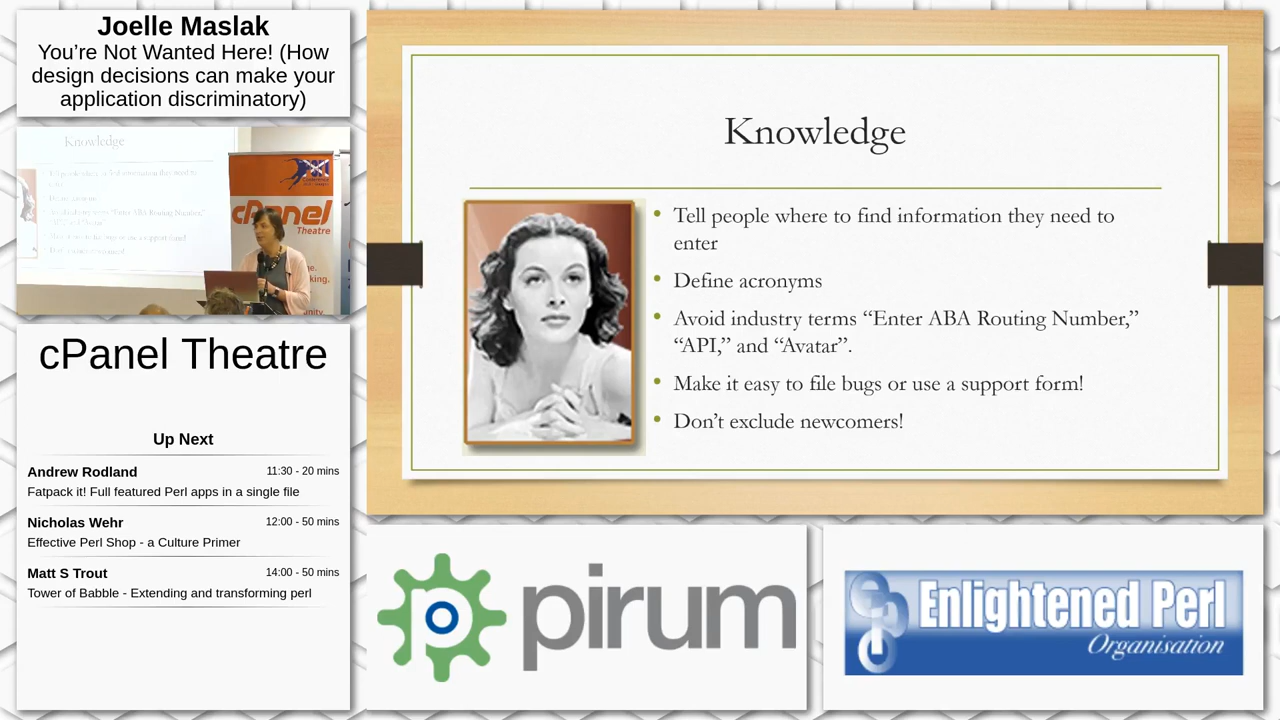 Joelle Maslak
You’re Not Wanted Here! (How
design decisions can make your
application discriminatory)
Knowledge
cPanel
Theatre
cPanel Theatre
Up Next
Andrew Rodland 11:30 - 20 mins
Fatpack it! Full featured Perl apps in a single file
Nicholas Wehr 12:00 - 50 mins
Effective Perl Shop - a Culture Primer
Matt S Trout 14:00 - 50 mins
Tower of Babble - Extending and transforming perl
Knowledge
• Tell people where to find information they need to
enter
• Define acronyms
• Avoid industry terms “Enter ABA Routing Number,”
“API,” and “Avatar”.
• Make it easy to file bugs or use a support form!
• Don’t exclude newcomers!
pirum
Enlightened Perl
Organisation